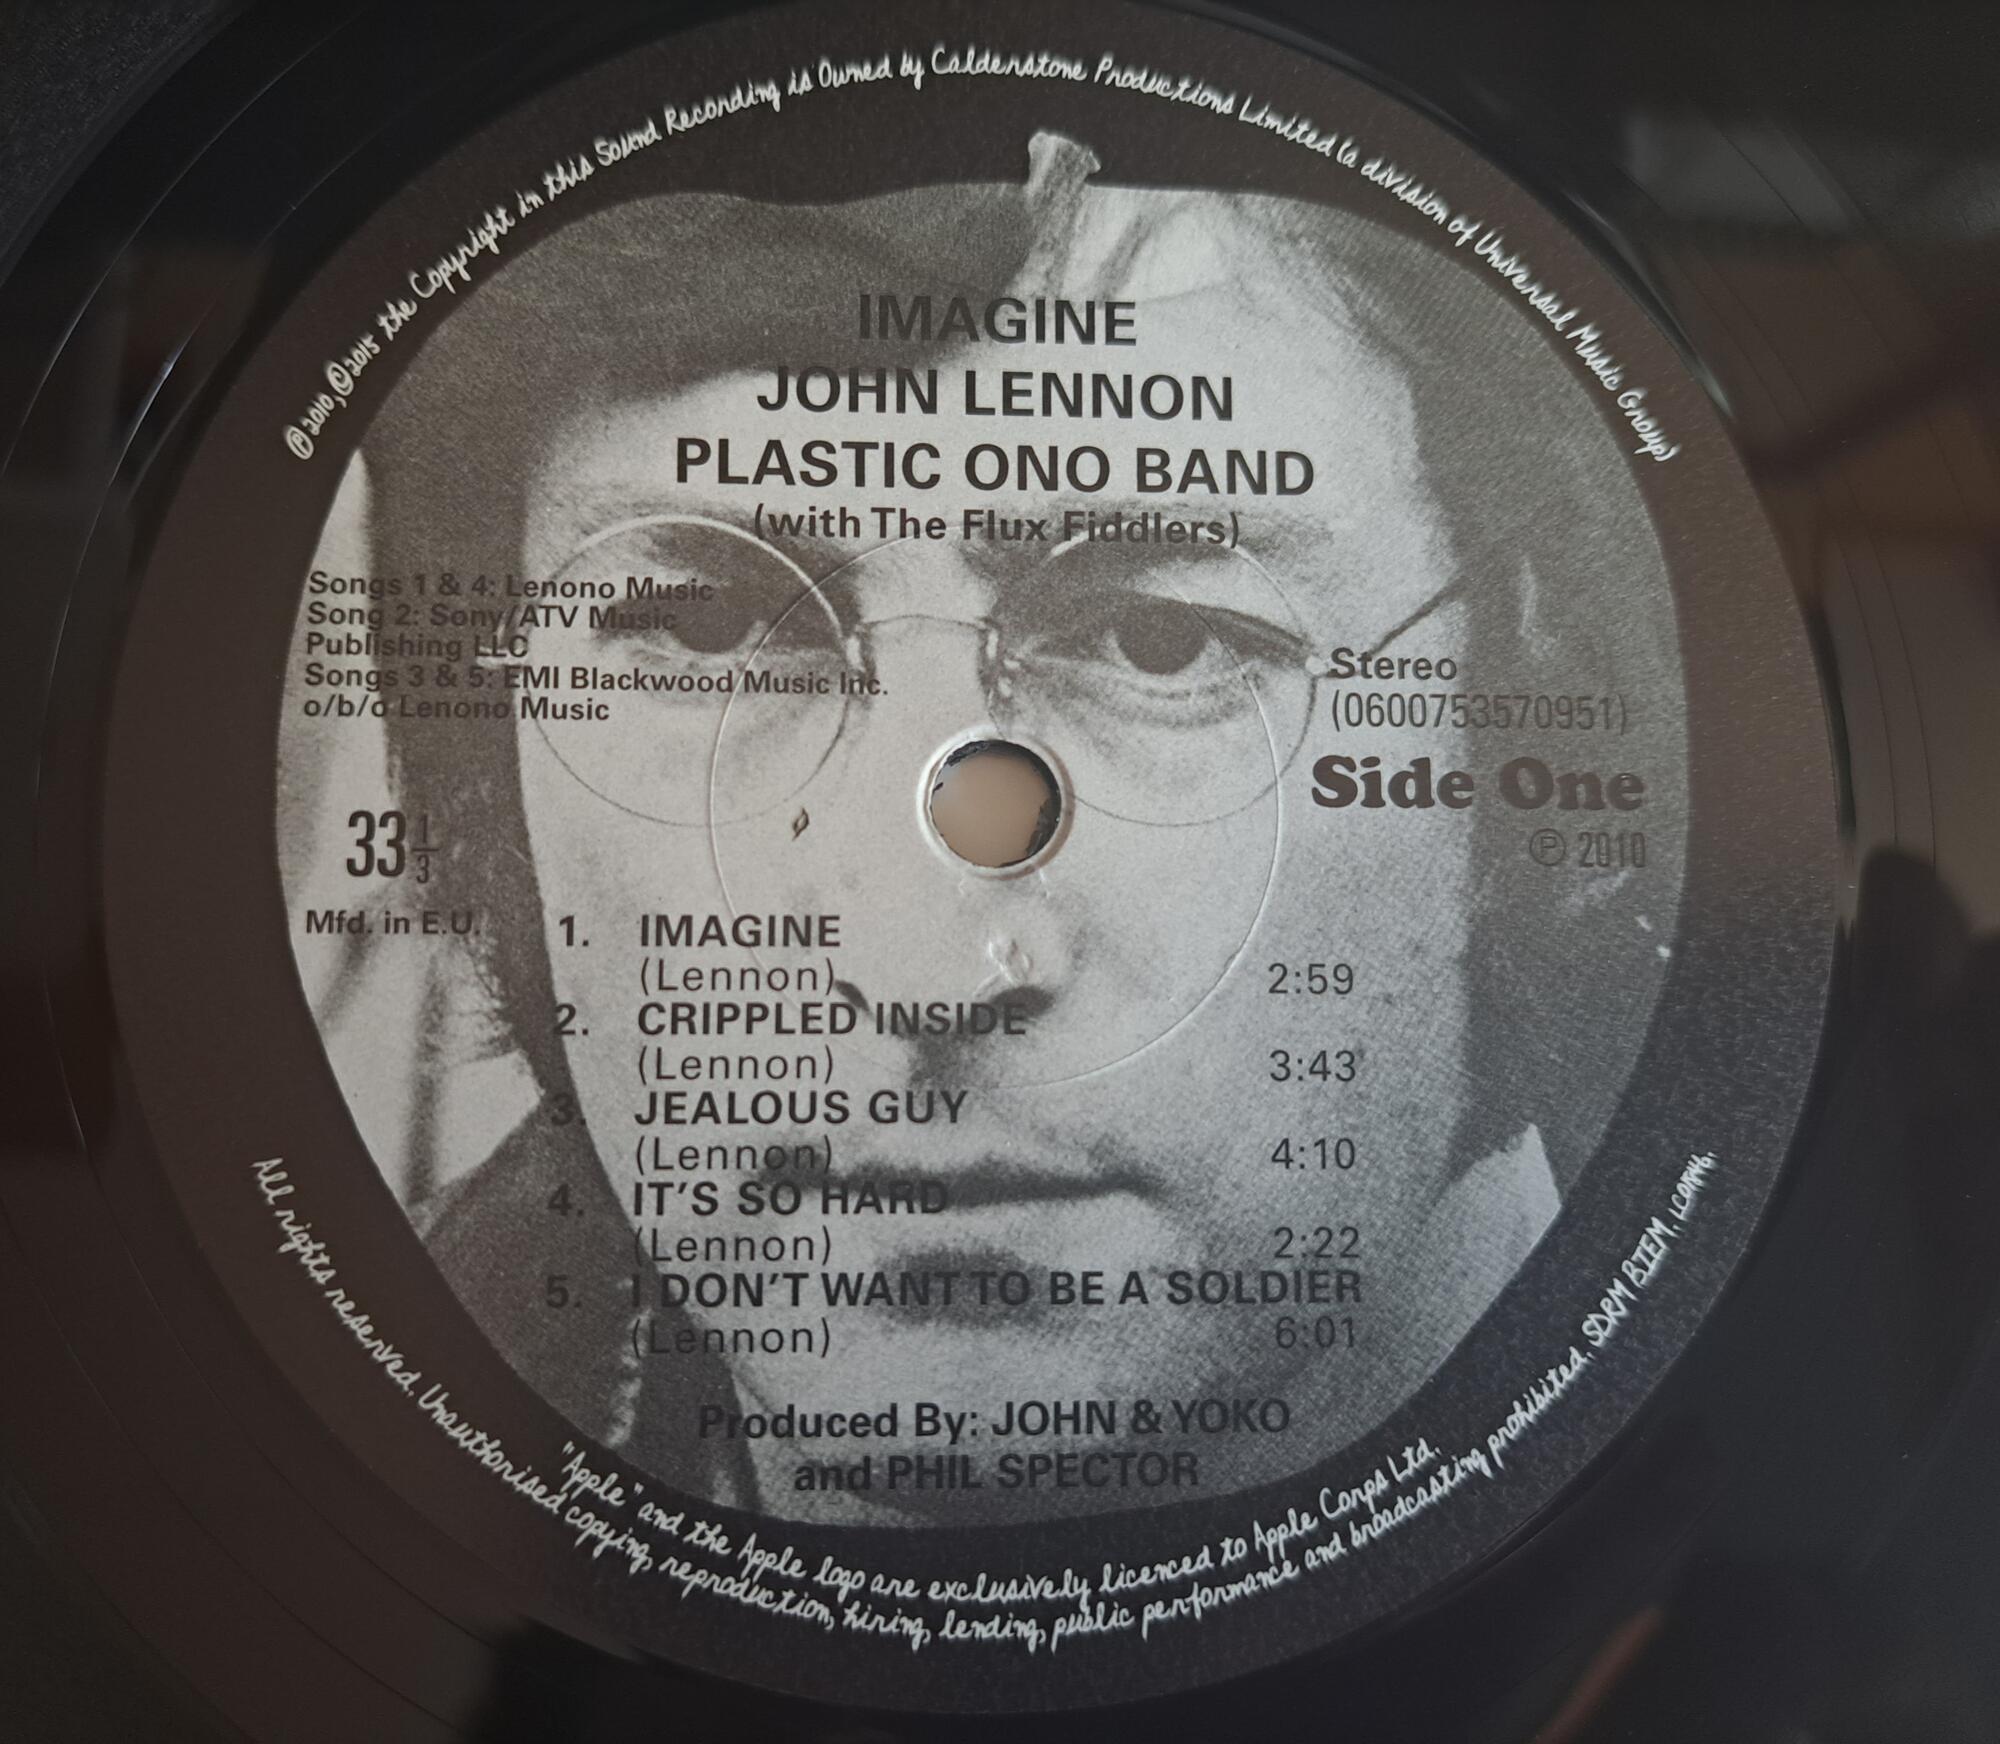 ℗2010, ©2015 the Copyright in this Sound Recording is Owned by Calderstone Productions Limited (a division of Universal Music Group)
IMAGINE
JOHN LENNON
PLASTIC ONO BAND
(with The Flux Fiddlers)
Songs 1 & 4: Lenono Music
Song 2: Sony/ATV Music
Publishing LLC
Songs 3 & 5: EMI Blackwood Music Inc.
o/b/o Lenono Music
Stereo
(0600753570951)
Side One
℗ 2010
33 1/3
Mfd. in E.U.
1. IMAGINE
(Lennon) 2:59
2. CRIPPLED INSIDE
(Lennon) 3:43
3. JEALOUS GUY
(Lennon) 4:10
4. IT'S SO HARD
(Lennon) 2:22
5. I DON'T WANT TO BE A SOLDIER
(Lennon) 6:01
Produced By: JOHN & YOKO
and PHIL SPECTOR
"Apple" and the Apple logo are exclusively licenced to Apple Corps Ltd.
All rights reserved. Unauthorised copying, reproduction, hiring, lending, public performance and broadcasting prohibited. SDRM BIEM.